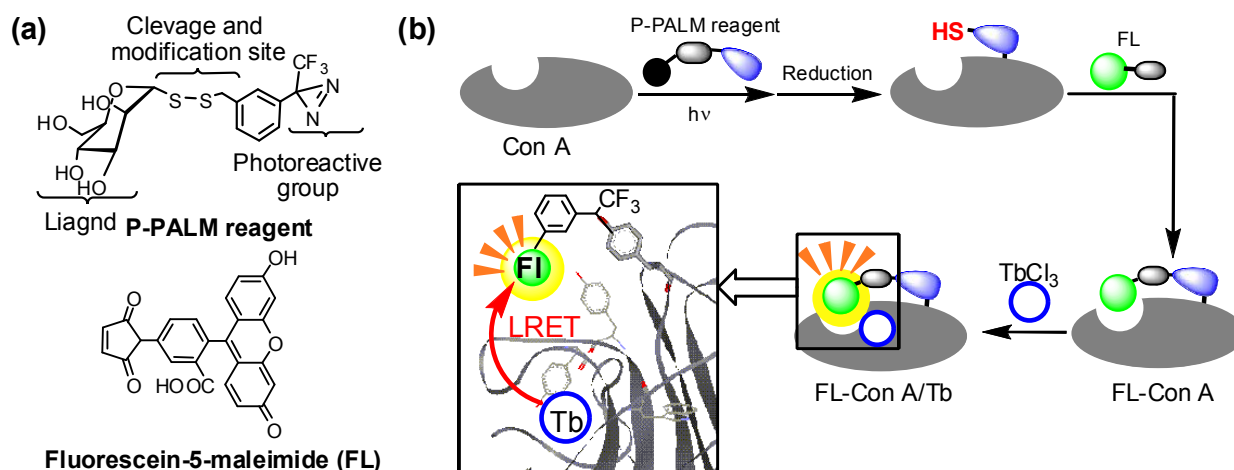 (a)
Clevage and
modification site
CF3
O
S
S
N
N
HO
HO
HO
HO
Photoreactive
group
Liagnd
P-PALM reagent
OH
O
N
O
O
HOOC
O
Fluorescein-5-maleimide (FL)
(b)
P-PALM reagent
hν
Reduction
Con A
HS
FL
CF3
Fl
LRET
Tb
TbCl3
FL-Con A/Tb
FL-Con A